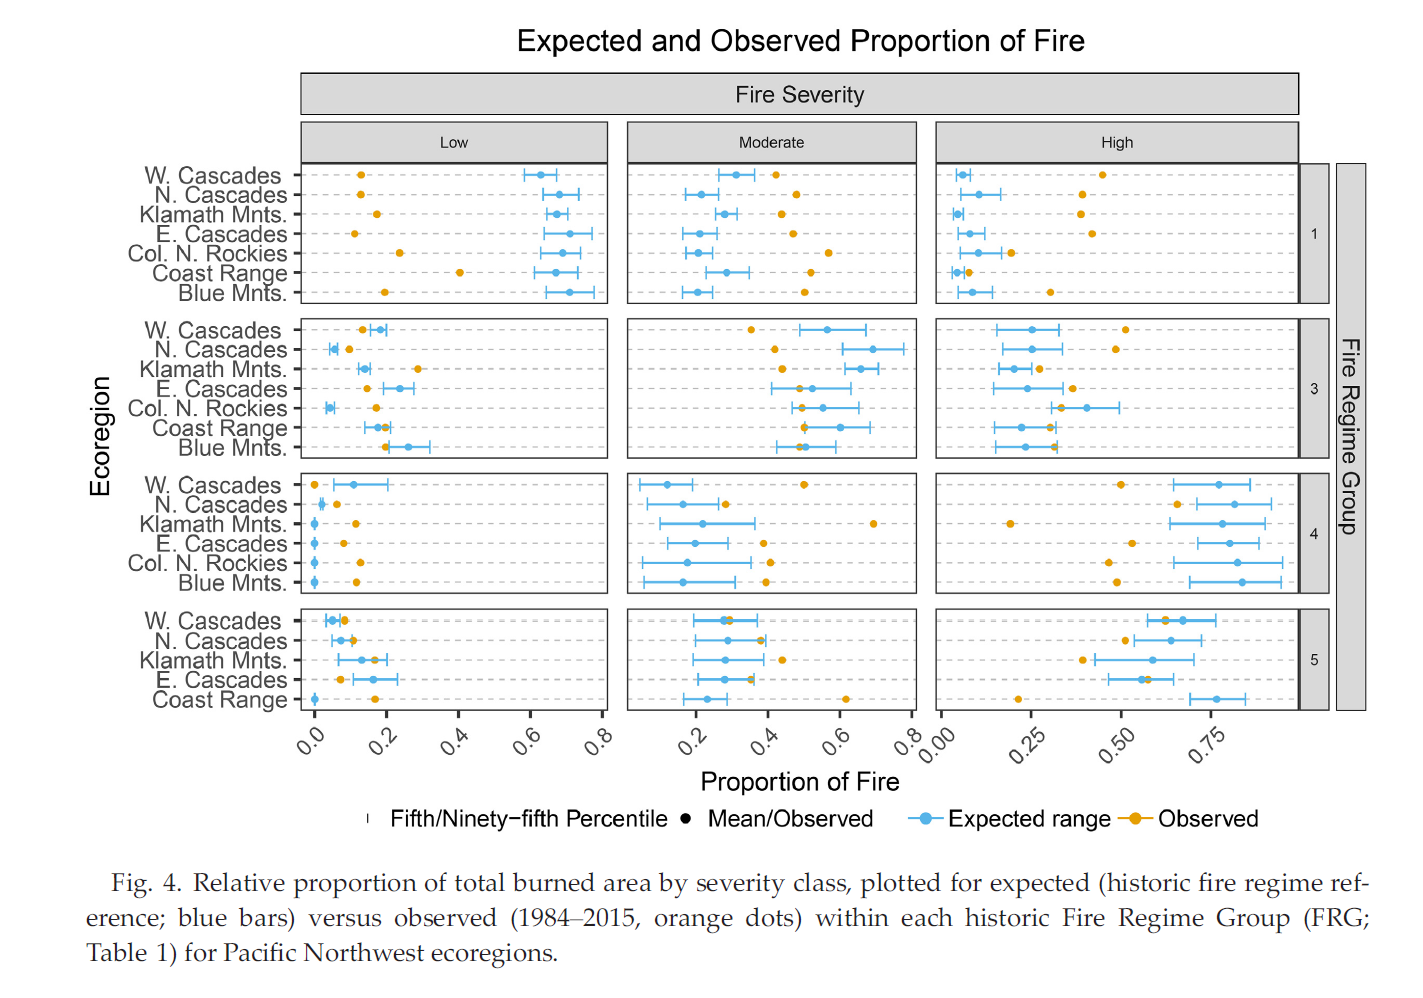 Expected and Observed Proportion of Fire
Fire Severity
Low Moderate High
W. Cascades
N. Cascades
Klamath Mnts.
E. Cascades
Col. N. Rockies
Coast Range
Blue Mnts.
1
W. Cascades
N. Cascades
Klamath Mnts.
E. Cascades
Col. N. Rockies
Coast Range
Blue Mnts.
3
W. Cascades
N. Cascades
Klamath Mnts.
E. Cascades
Col. N. Rockies
Blue Mnts.
4
W. Cascades
N. Cascades
Klamath Mnts.
E. Cascades
Coast Range
5
Ecoregion
Fire Regime Group
0.0 0.2 0.4 0.6 0.8 0.2 0.4 0.6 0.8 0.00 0.25 0.50 0.75
Proportion of Fire
Fifth/Ninety−fifth Percentile Mean/Observed Expected range Observed
Fig. 4. Relative proportion of total burned area by severity class, plotted for expected (historic fire regime ref-
erence; blue bars) versus observed (1984–2015, orange dots) within each historic Fire Regime Group (FRG;
Table 1) for Pacific Northwest ecoregions.